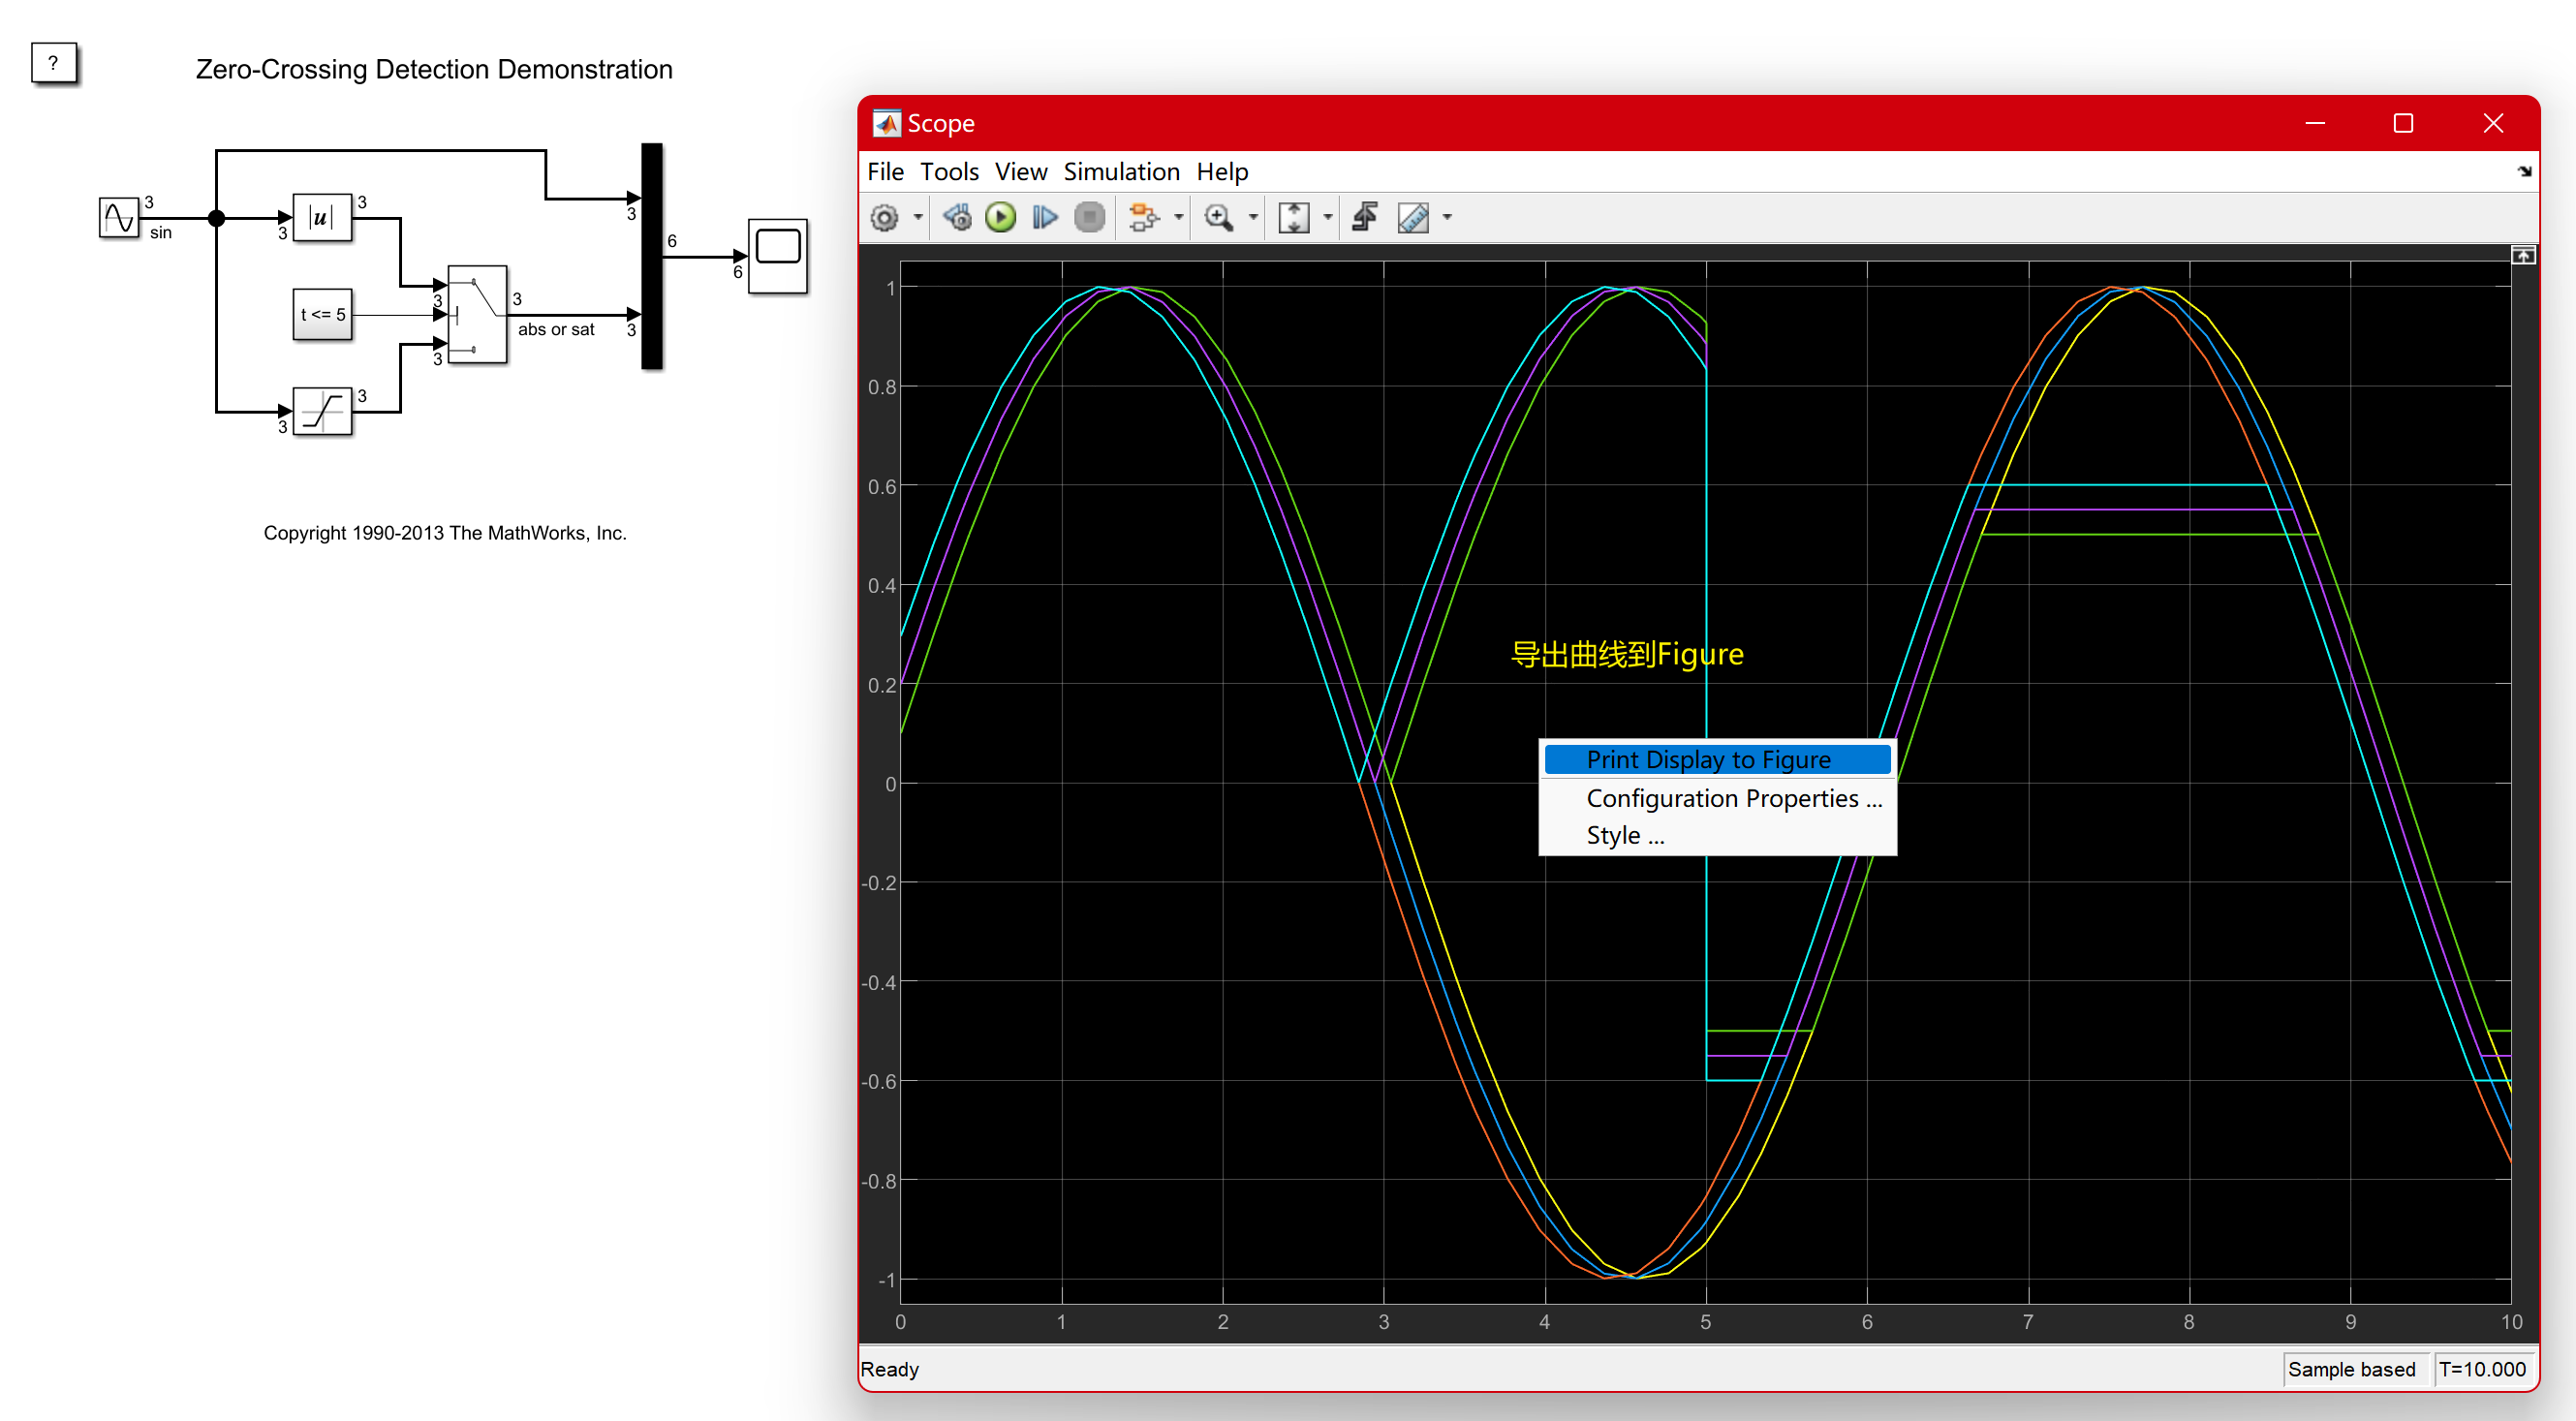 ?
Zero-Crossing Detection Demonstration
3
sin
3
|u|
3
t <= 5
3
3
3
3
3
abs or sat
3
3
6
6
Copyright 1990-2013 The MathWorks, Inc.
Scope
File Tools View Simulation Help
1
0.8
0.6
0.4
0.2
0
-0.2
-0.4
-0.6
-0.8
-1
导出曲线到Figure
Print Display to Figure
Configuration Properties ...
Style ...
0 1 2 3 4 5 6 7 8 9 10
Ready
Sample based T=10.000